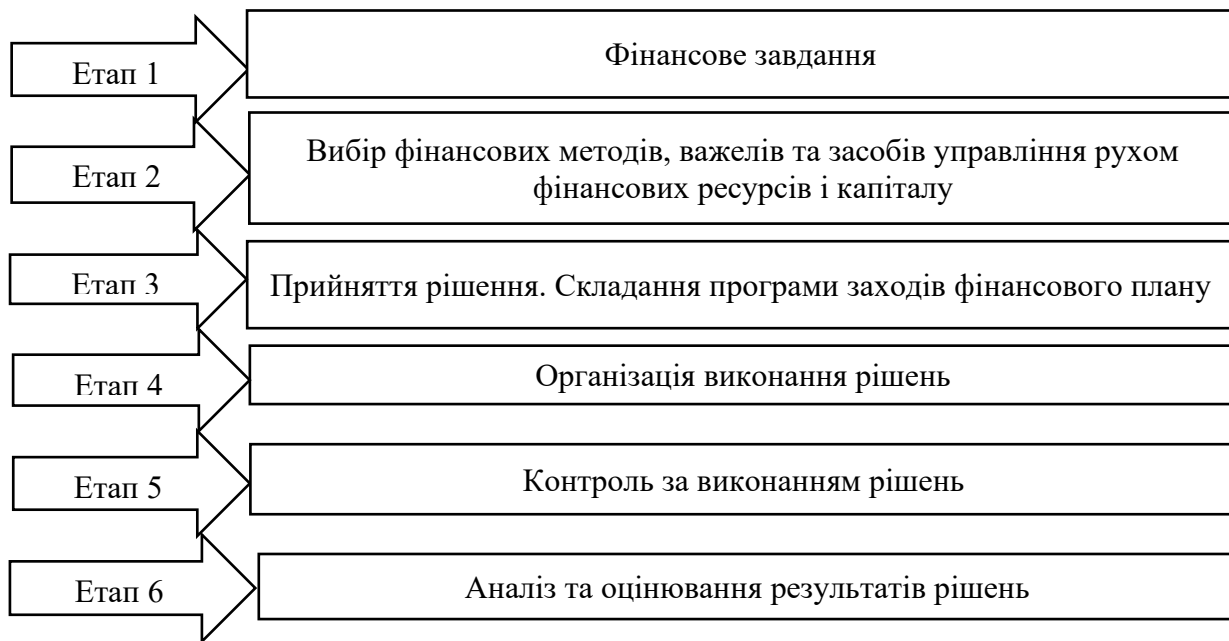 Етап 1
Фінансове завдання
Етап 2
Вибір фінансових методів, важелів та засобів управління рухом
фінансових ресурсів і капіталу
Етап 3
Прийняття рішення. Складання програми заходів фінансового плану
Етап 4
Організація виконання рішень
Етап 5
Контроль за виконанням рішень
Етап 6
Аналіз та оцінювання результатів рішень